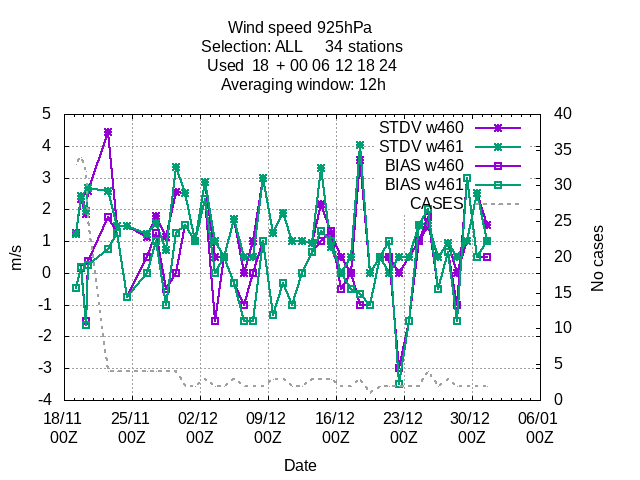 Wind speed 925hPa
Selection: ALL     34 stations
Used  18  + 00 06 12 18 24
Averaging window: 12h
STDV w460
STDV w461
BIAS w460
BIAS w461
CASES
5
4
3
2
1
0
-1
-2
-3
-4
m/s
40
35
30
25
20
15
10
5
0
No cases
18/11 25/11 02/12 09/12 16/12 23/12 30/12 06/01
00Z 00Z 00Z 00Z 00Z 00Z 00Z 00Z
Date